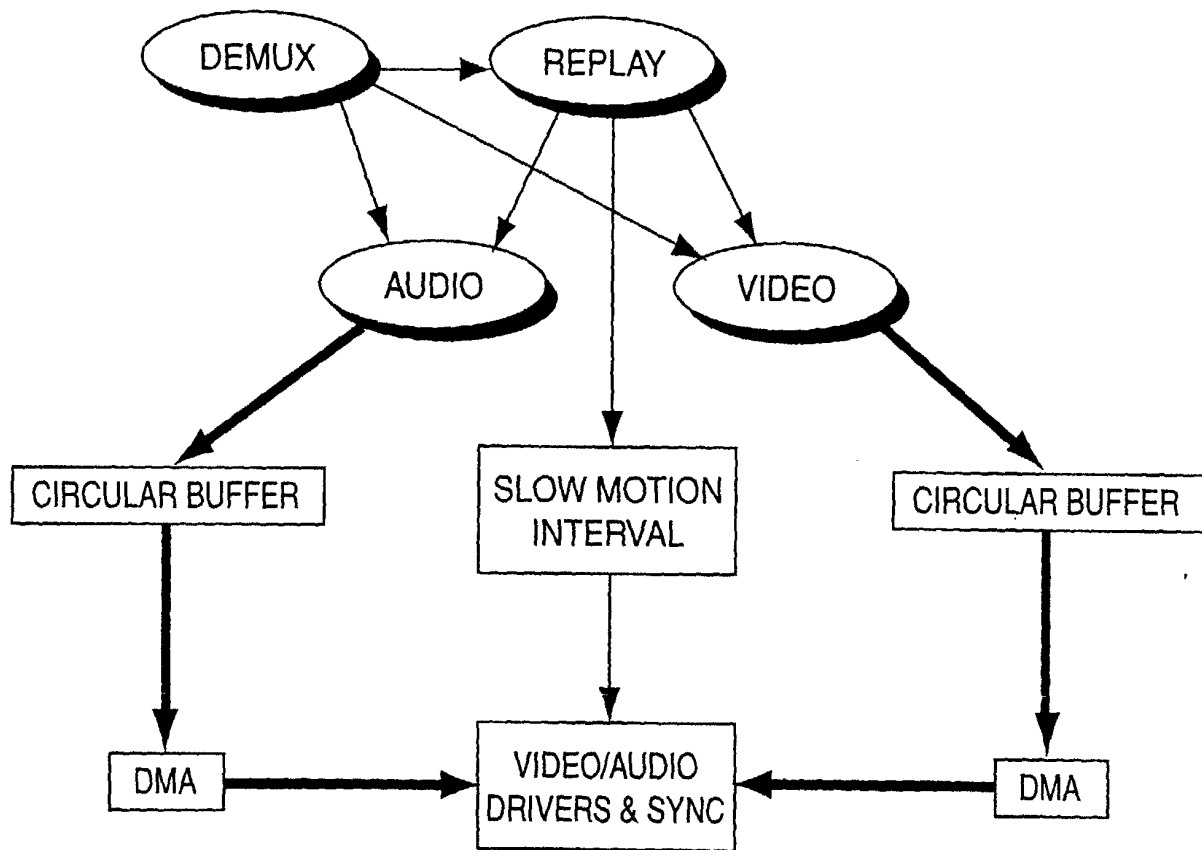 DEMUX
REPLAY
AUDIO
VIDEO
CIRCULAR BUFFER
SLOW MOTION
INTERVAL
CIRCULAR BUFFER
DMA
VIDEO/AUDIO
DRIVERS & SYNC
DMA